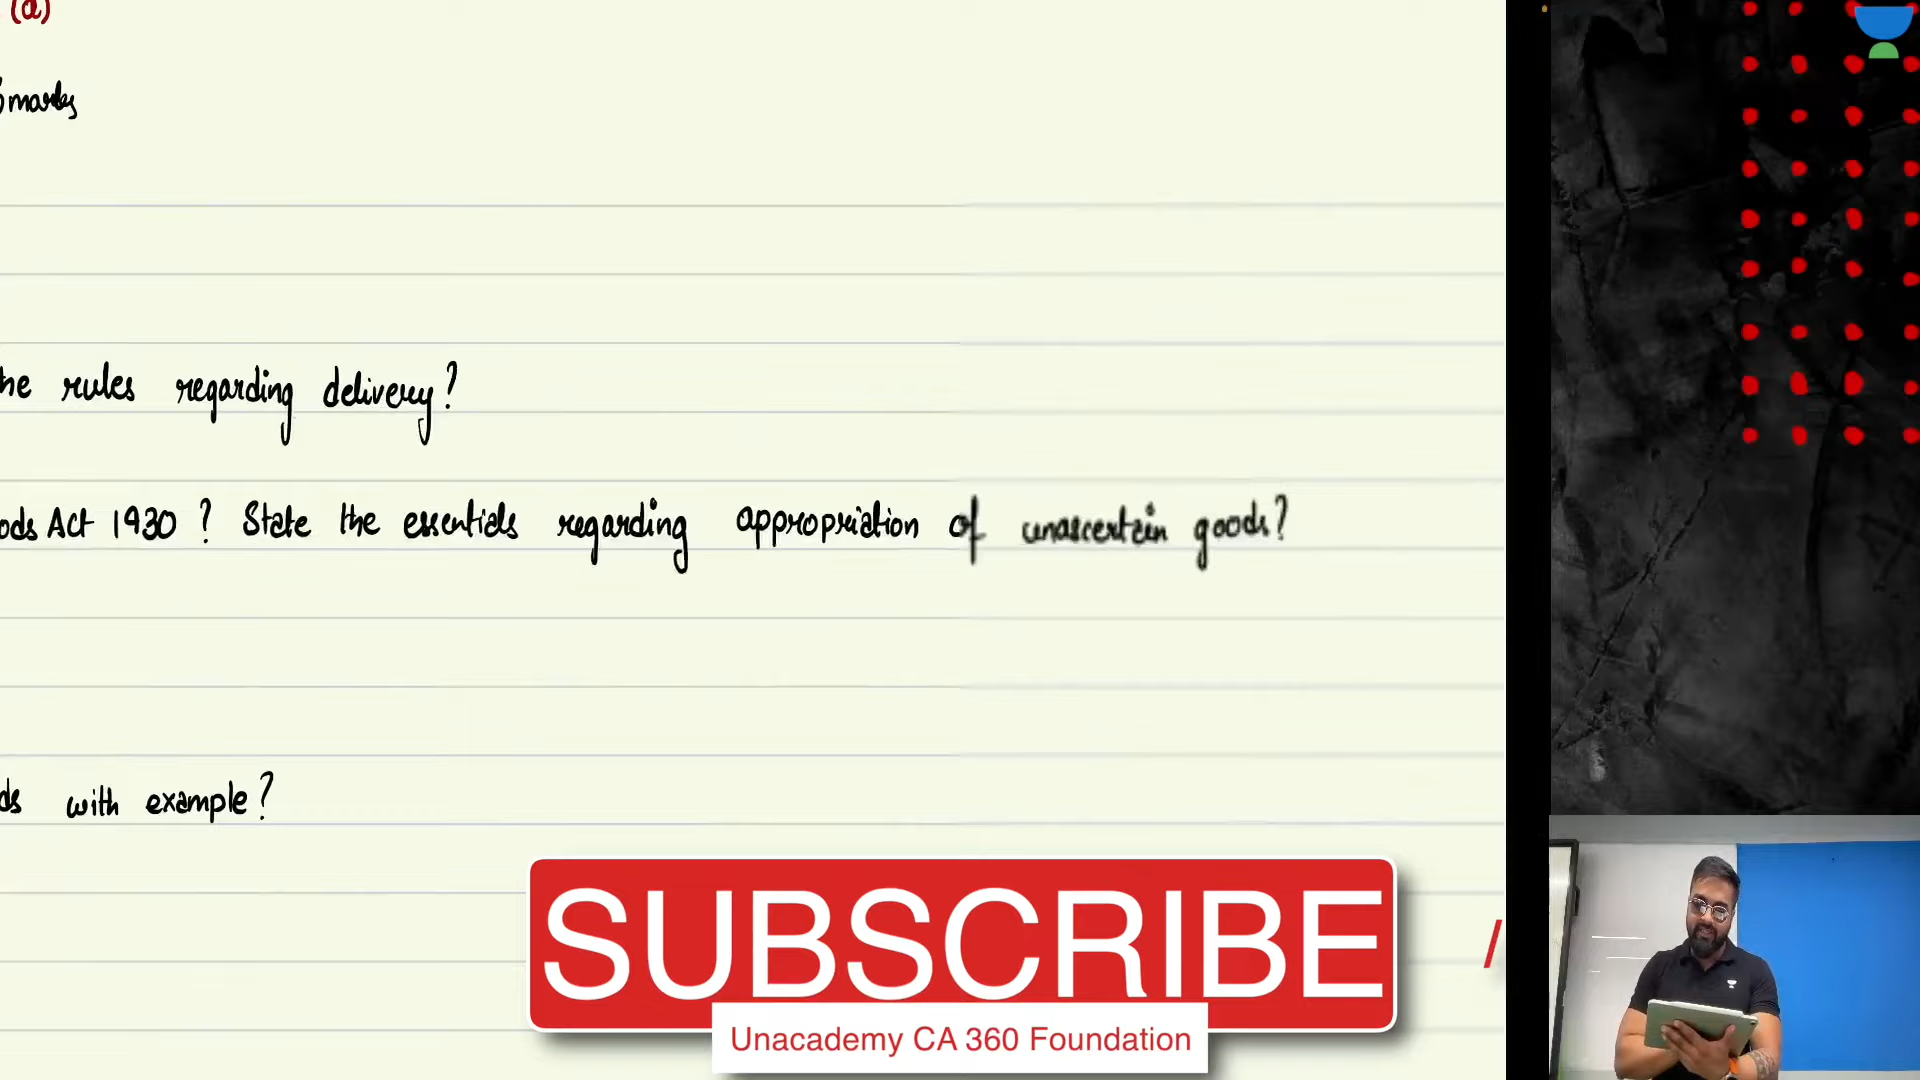 (a)
marks
he rules regarding delivery?
ods Act 1930 ? State the essentials regarding appropriation of unascertain goods?
ds with example?
SUBSCRIBE
Unacademy CA 360 Foundation